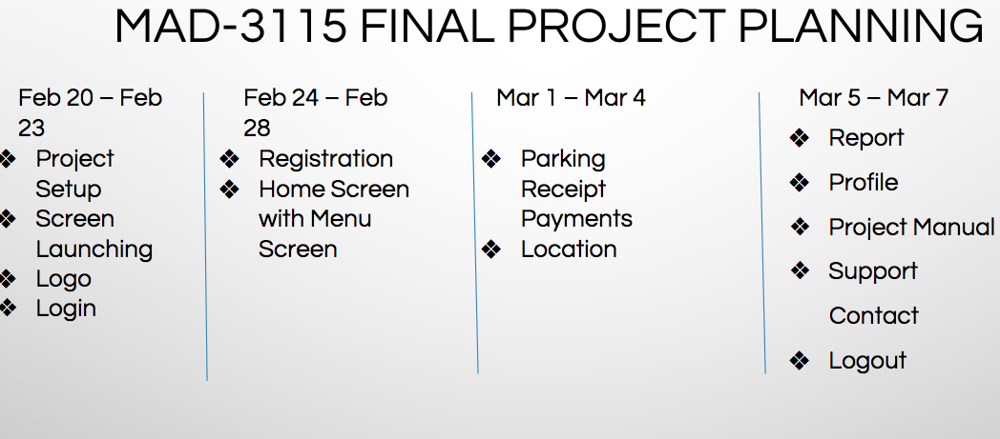 MAD-3115 FINAL PROJECT PLANNING
Feb 20 – Feb
23
❖ Project
Setup
❖ Screen
Launching
❖ Logo
❖ Login
Feb 24 – Feb
28
❖ Registration
❖ Home Screen
with Menu
Screen
Mar 1 – Mar 4
❖ Parking
Receipt
Payments
❖ Location
Mar 5 – Mar 7
❖ Report
❖ Profile
❖ Project Manual
❖ Support
Contact
❖ Logout